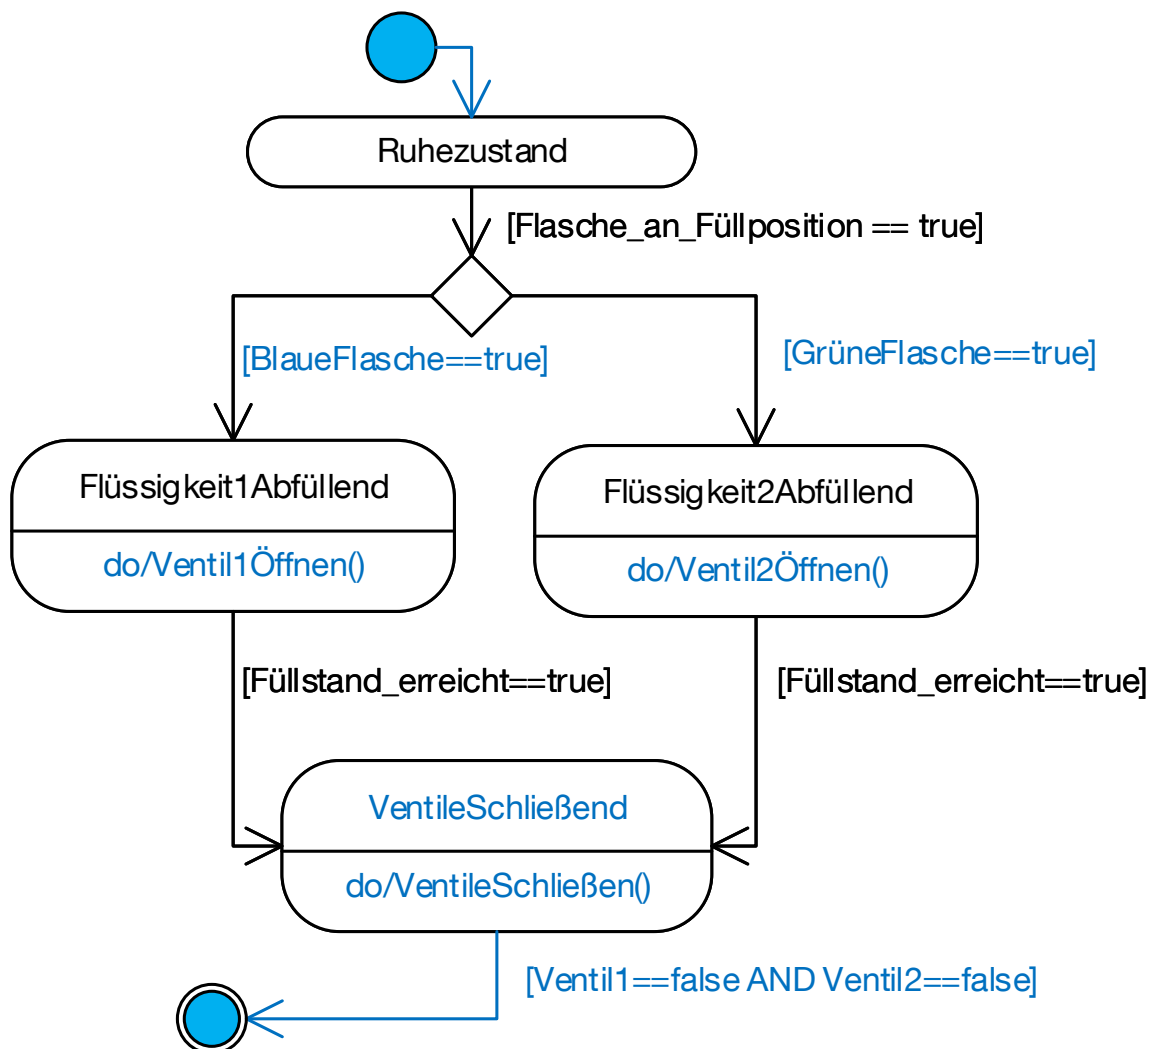 Ruhezustand
[Flasche_an_Füllposition == true]
[BlaueFlasche==true]
[GrüneFlasche==true]
Flüssigkeit1Abfüllend
do/Ventil1Öffnen()
Flüssigkeit2Abfüllend
do/Ventil2Öffnen()
[Füllstand_erreicht==true]
[Füllstand_erreicht==true]
VentileSchließend
do/VentileSchließen()
[Ventil1==false AND Ventil2==false]